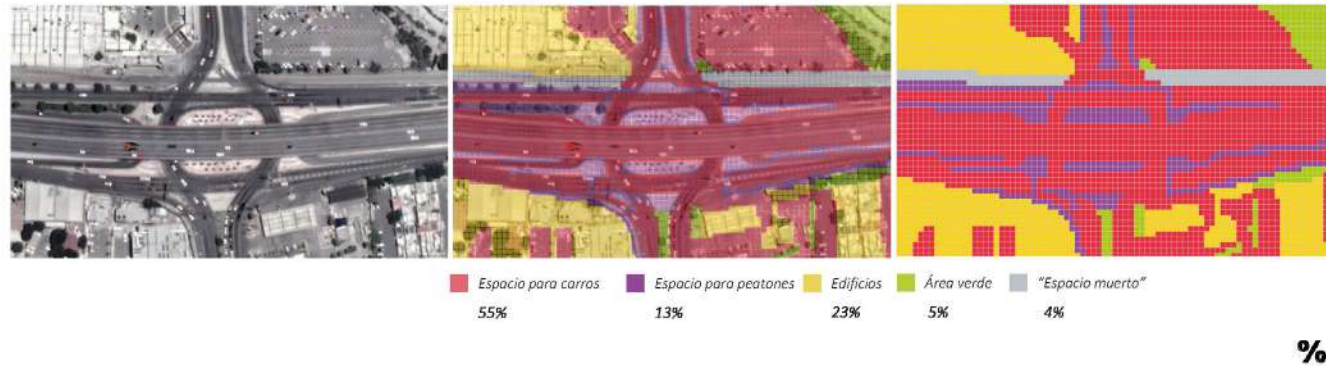 Espacio para carros Espacio para peatones Edificios Área verde "Espacio muerto"
55% 13% 23% 5% 4%
%